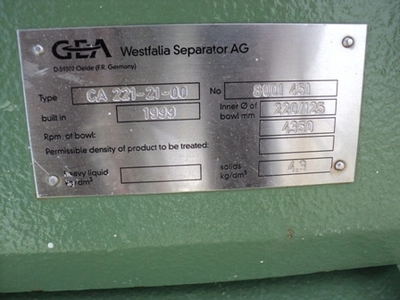 GEA Westfalia Separator AG
D-59302 Oelde (F.R. Germany)
Type CA 221-21-00 No 8001 451
built in 1999 Inner Ø of bowl mm 220/125
Rpm of bowl: 4350
Permissible density of product to be treated:
heavy liquid kg/dm³ solids kg/dm³ 4,3